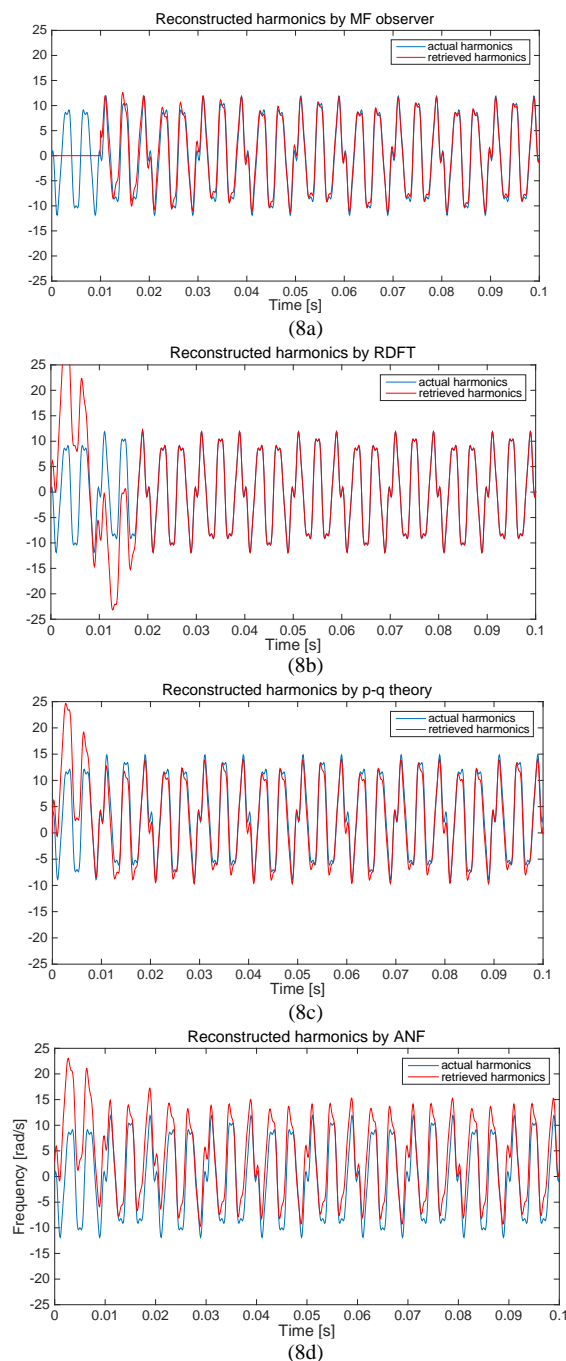 Reconstructed harmonics by MF observer
25
20
15
10
5
0
-5
-10
-15
-20
-25
actual harmonics
retrieved harmonics
0 0.01 0.02 0.03 0.04 0.05 0.06 0.07 0.08 0.09 0.1
Time [s]
(8a)
Reconstructed harmonics by RDFT
25
20
15
10
5
0
-5
-10
-15
-20
-25
actual harmonics
retrieved harmonics
0 0.01 0.02 0.03 0.04 0.05 0.06 0.07 0.08 0.09 0.1
Time [s]
(8b)
Reconstructed harmonics by p-q theory
25
20
15
10
5
0
-5
-10
-15
-20
-25
actual harmonics
retrieved harmonics
0 0.01 0.02 0.03 0.04 0.05 0.06 0.07 0.08 0.09 0.1
Time [s]
(8c)
Reconstructed harmonics by ANF
Frequency [rad/s]
25
20
15
10
5
0
-5
-10
-15
-20
-25
actual harmonics
retrieved harmonics
0 0.01 0.02 0.03 0.04 0.05 0.06 0.07 0.08 0.09 0.1
Time [s]
(8d)